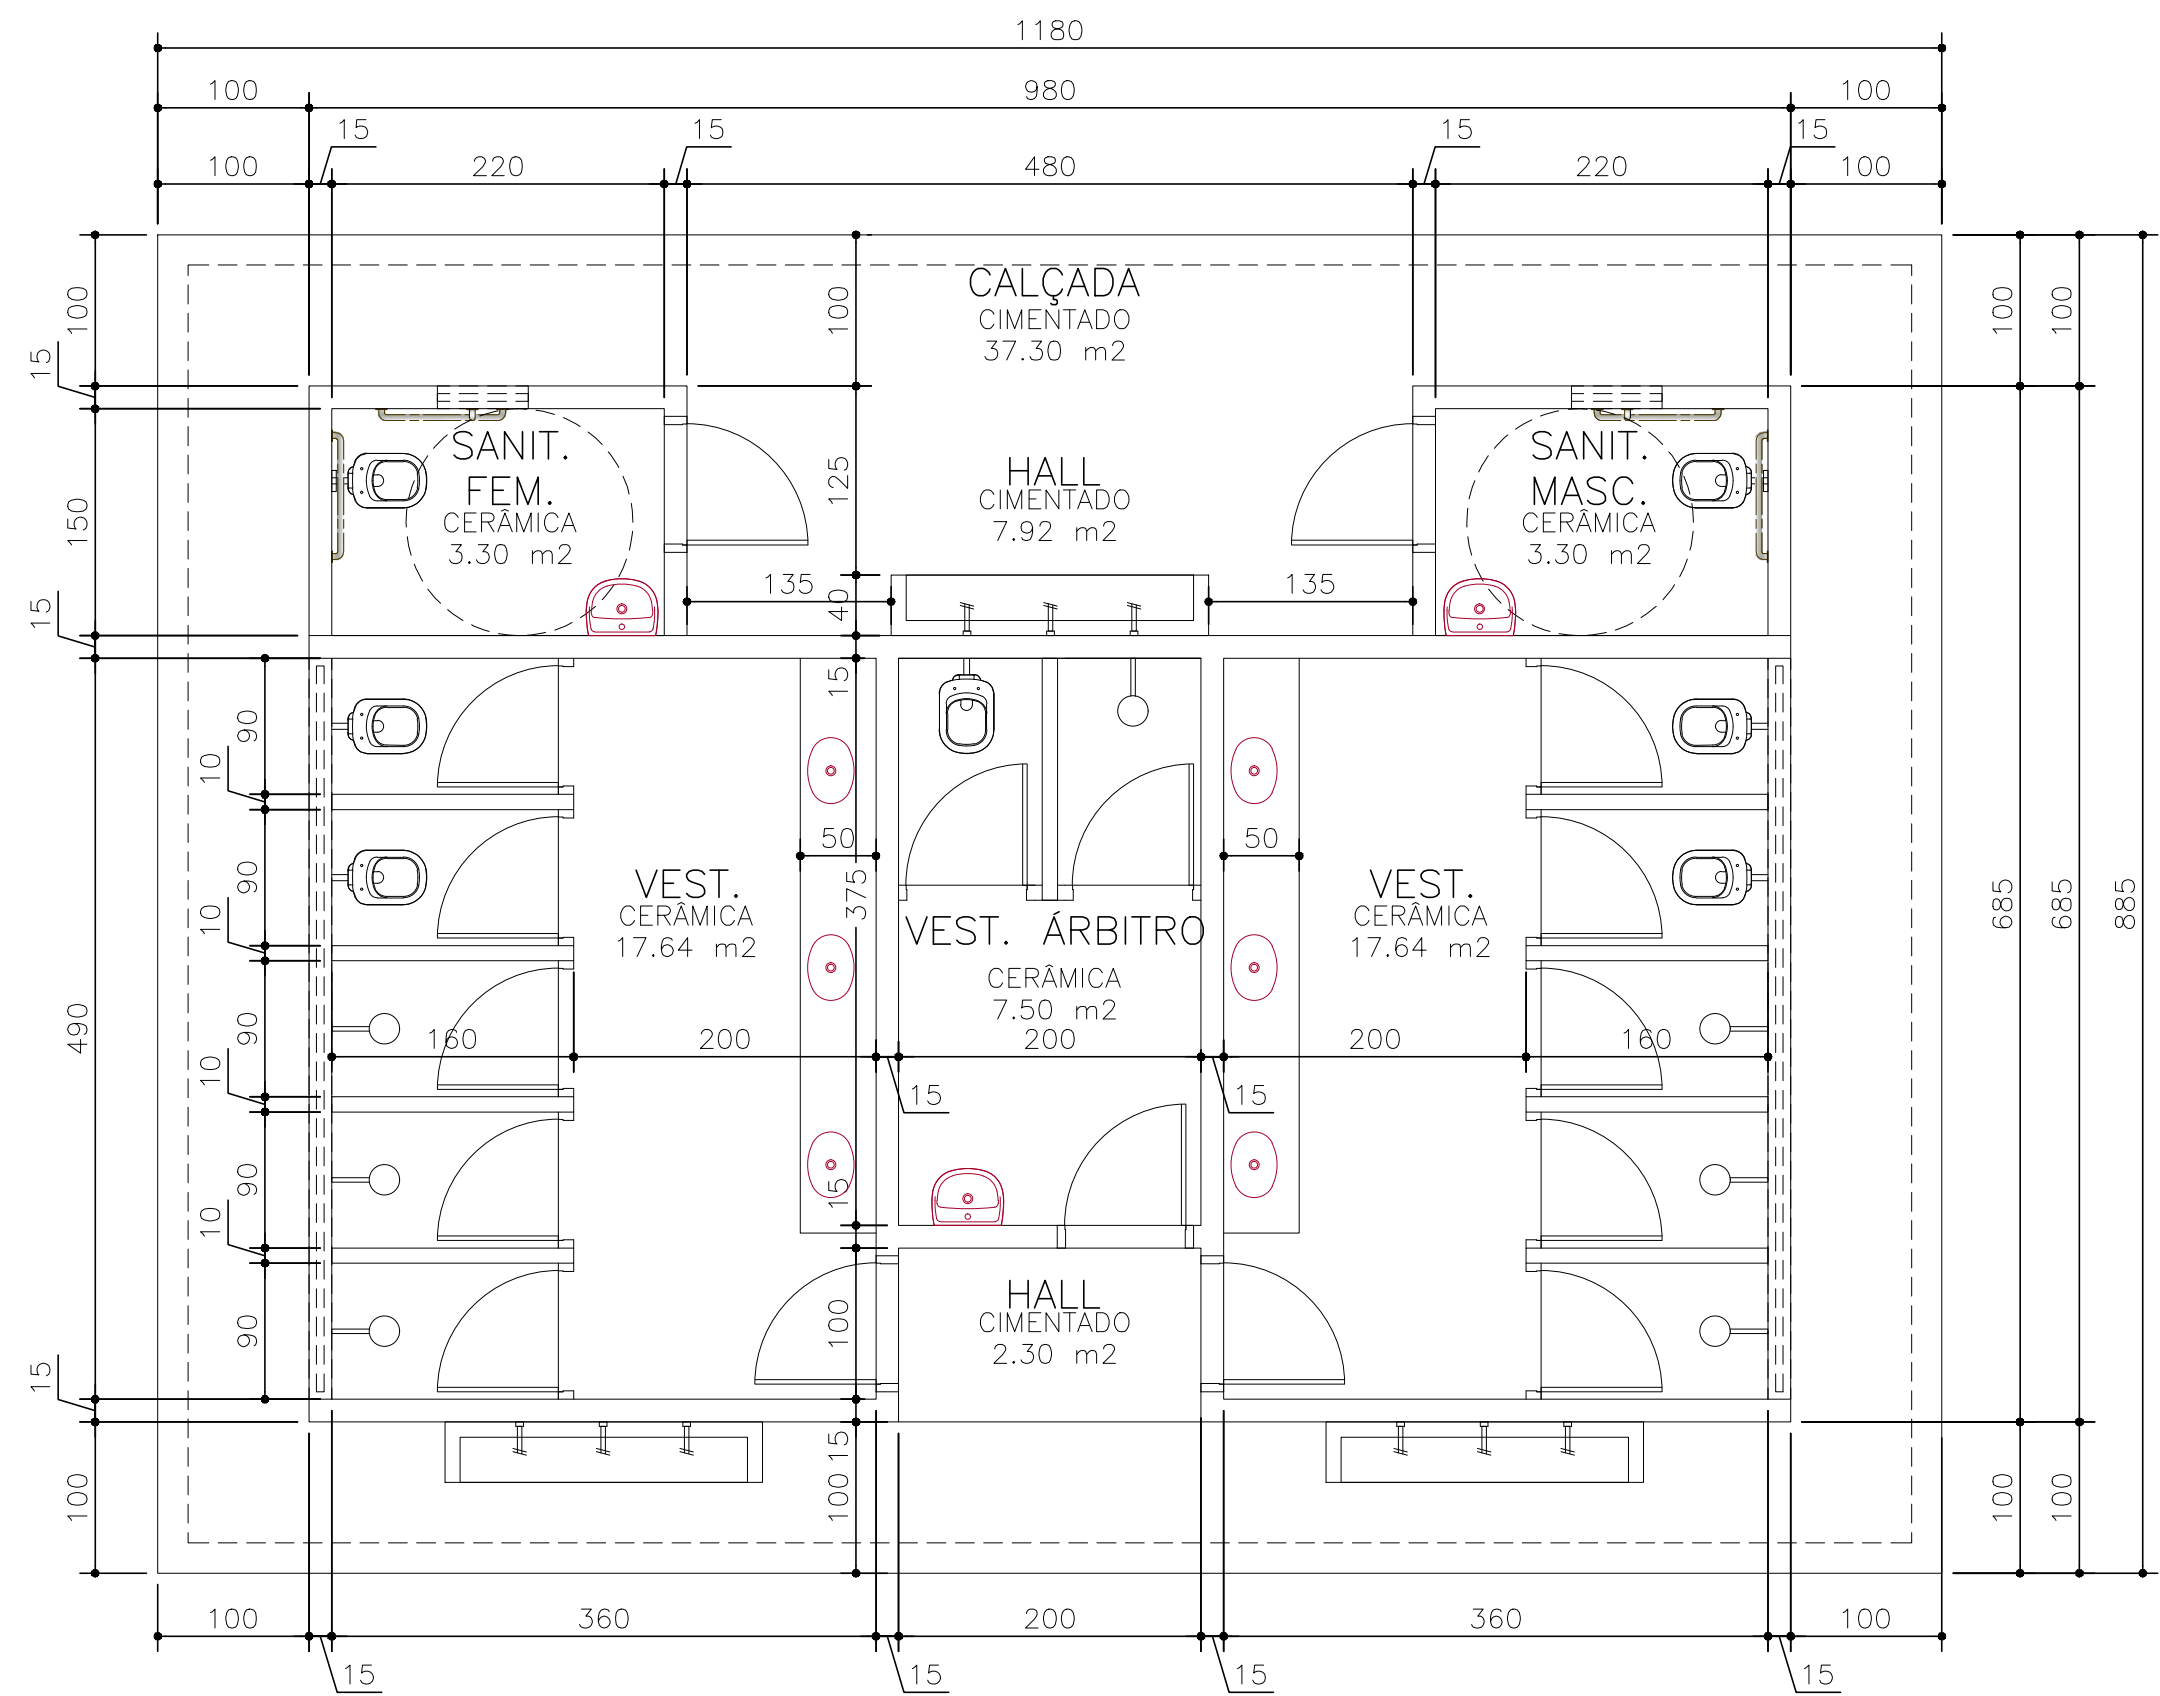 1180
100 980 100
15 15 15 15
100 220 480 220 100
100 100 100 100
CALÇADA
CIMENTADO
37.30 m2
15
SANIT.
FEM.
CERÂMICA
3.30 m2
HALL
CIMENTADO
7.92 m2
SANIT.
MASC.
CERÂMICA
3.30 m2
150 125
135 135
15 40
15
90
10
50 50
90
10
375
VEST.
CERÂMICA
17.64 m2
VEST. ÁRBITRO
CERÂMICA
7.50 m2
VEST.
CERÂMICA
17.64 m2
685 685 885
490
90
160 200 200 200 160
10
15 15
90
15
10
90
100
HALL
CIMENTADO
2.30 m2
15
15
100 100 100 100
100 360 200 360 100
15 15 15 15